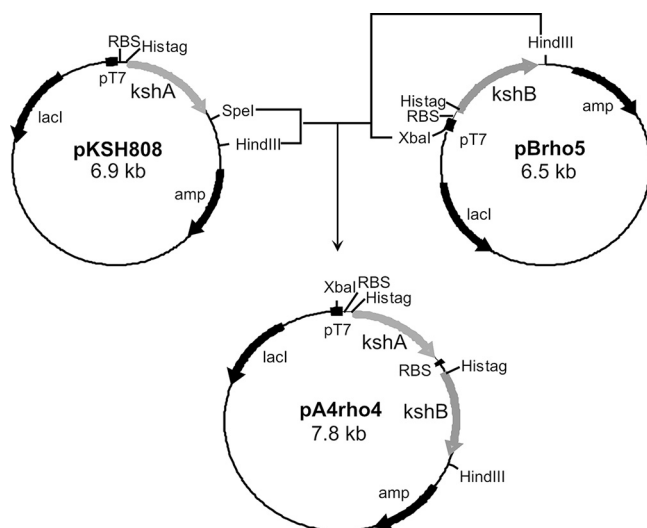 RBS
Histag
pT7
kshA
lacI
SpeI
HindIII
pKSH808
6.9 kb
amp
HindIII
Histag
RBS
kshB
amp
XbaI
pT7
pBrho5
6.5 kb
lacI
XbaI
RBS
Histag
pT7
kshA
lacI
RBS
Histag
kshB
pA4rho4
7.8 kb
HindIII
amp